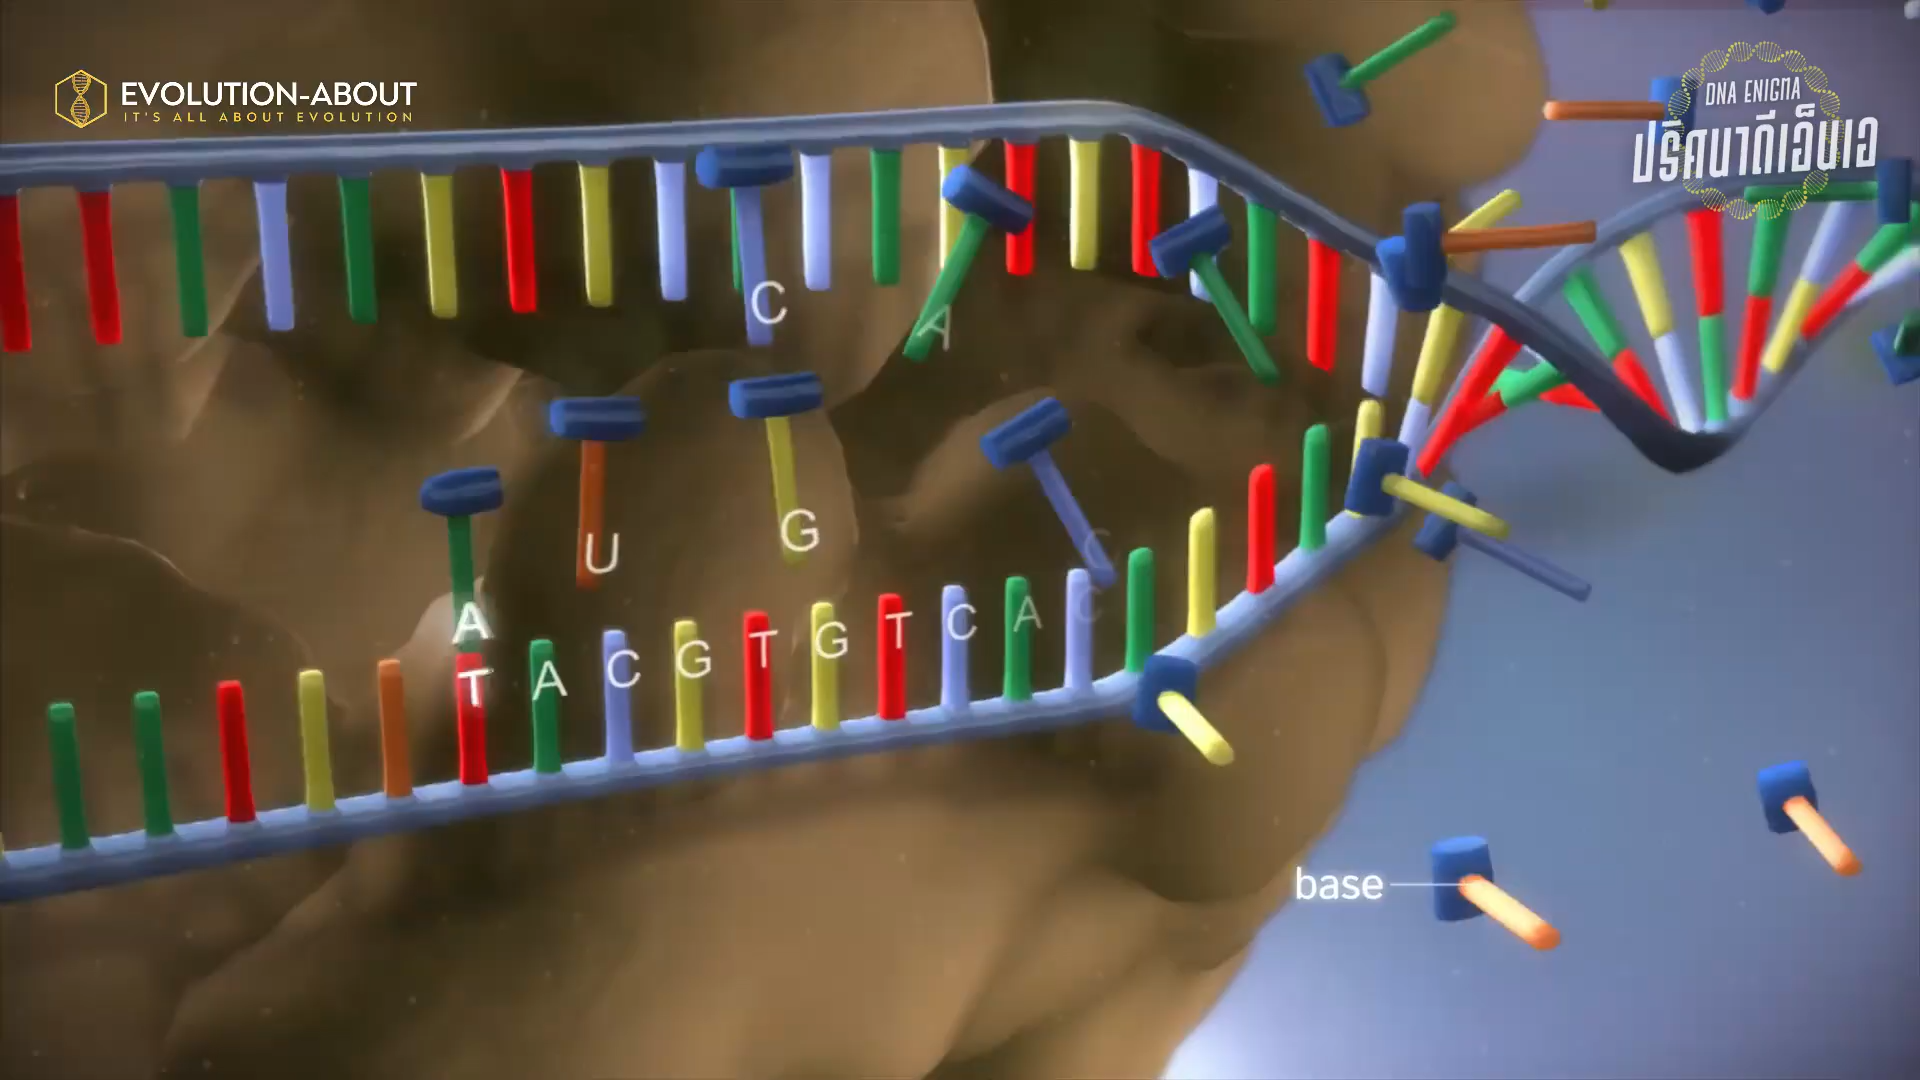 EVOLUTION-ABOUT
IT'S ALL ABOUT EVOLUTION
DNA ENIGMA
ปริศนาดีเอ็นเอ
C
A
U
G
C
A
T A C G T G T C A C
base